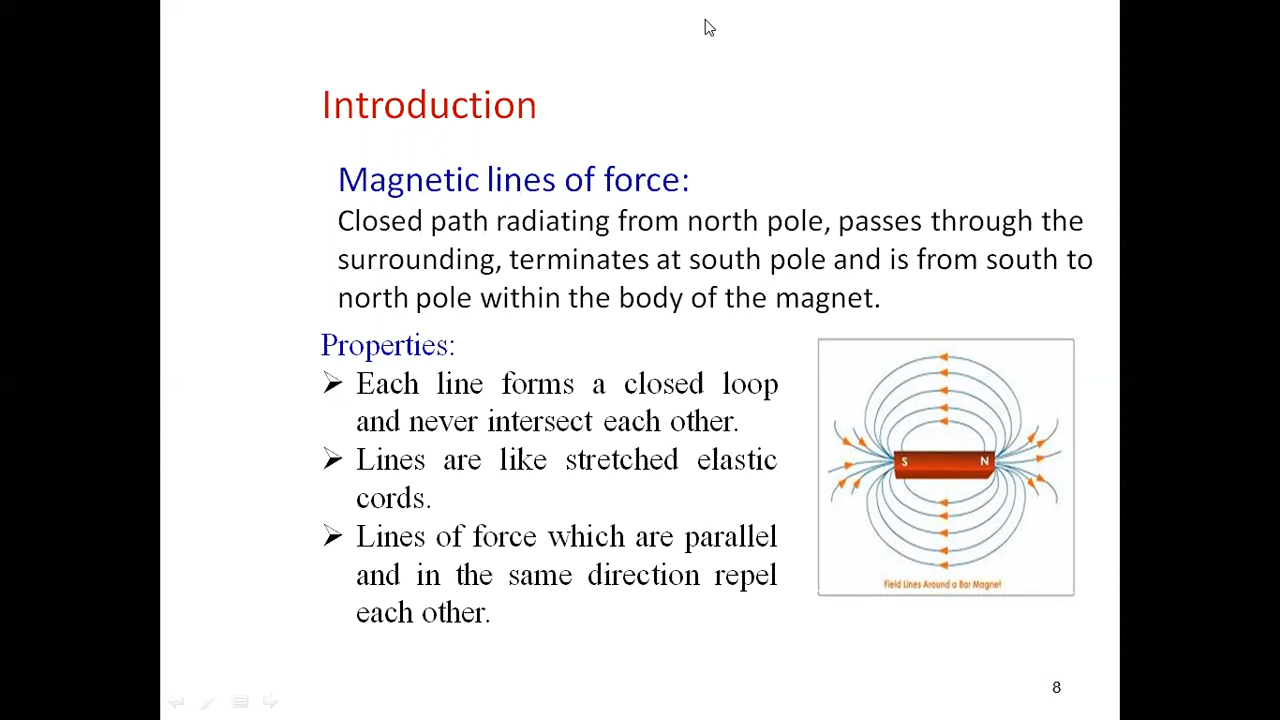 Introduction
Magnetic lines of force:
Closed path radiating from north pole, passes through the
surrounding, terminates at south pole and is from south to
north pole within the body of the magnet.
Properties:
➢ Each line forms a closed loop
and never intersect each other.
➢ Lines are like stretched elastic
cords.
➢ Lines of force which are parallel
and in the same direction repel
each other.
S N
Field Lines Around a Bar Magnet
8